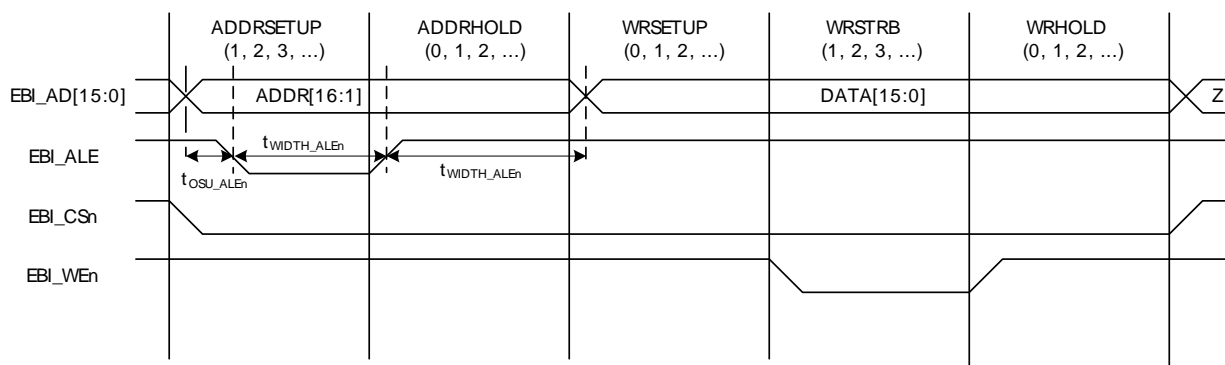 ADDRSETUP ADDRHOLD WRSETUP WRSTRB WRHOLD
(1, 2, 3, ...) (0, 1, 2, ...) (0, 1, 2, ...) (1, 2, 3, ...) (0, 1, 2, ...)
EBI_AD[15:0] ADDR[16:1] DATA[15:0] Z
EBI_ALE tWIDTH_ALEn
tOSU_ALEn tWIDTH_ALEn
EBI_CSn
EBI_WEn